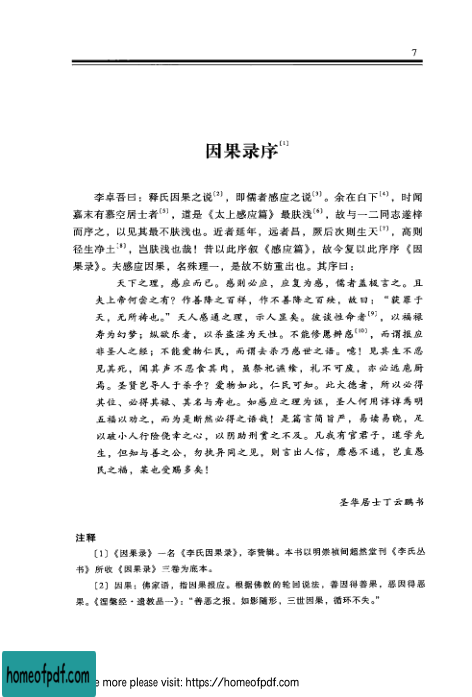 7
因果录序[1]
李卓吾曰：释氏因果之说[2]，即儒者感应之说[3]。余在白下[4]，时闻
嘉末有慕空居士者[5]，道是《太上感应篇》最肤浅[6]，故与一二同志遂梓
而序之，以见其最不肤浅也。近者延年，远者昌，厥后次则生天[7]，高则
径生净土[8]，岂肤浅也哉！昔以此序叙《感应篇》，故今复以此序序《因
果录》。夫感应因果，名殊理一，是故不妨重出也。其序曰：
天下之理，感应而已。感则必应，应复为感，儒者盖极言之。且
夫上帝何尝之有？作善降之百祥，作不善降之百殃，故曰：“获罪于
天，无所祷也。”天人感通之理，示人显矣。彼谈性命者[9]，以福禄
寿为幻梦；纵欲乐者，以杀盗淫为天性。不能修慝辨惑[10]，而谓报应
非圣人之经；不能爱物仁民，而谓去杀乃惑世之语。噫！见其生不忍
见其死，闻其声不忍食其肉，虽祭祀燕飨，礼不可废，亦必远庖厨
焉。圣贤岂导人于杀乎？爱物如此，仁民可知。此大德者，所以必得
其位、必得其禄、其名与寿也。如感应之理为诬，圣人何用谆谆焉明
五福以劝之，而为是断然必得之语哉！是篇言简旨严，易读易晓，足
以破小人行险侥幸之心，以阴助刑赏之不及。凡我有官君子，道学先
生，但知与善之公，勿执异同之见，则言出人信，靡感不通，岂直愚
民之福，某也受赐多矣！
圣华居士丁云鹏书
注释
[1]《因果录》一名《李氏因果录》，李贽辑。本书以明崇祯间超然堂刊《李氏丛
书》所收《因果录》三卷为底本。
[2] 因果：佛家语，指因果报应。根据佛教的轮回说法，善因得善果，恶因得恶
果。《涅槃经·遗教品一》：“善恶之报，如影随形，三世因果，循环不失。”
homeofpdf.com
e more please visit: https://homeofpdf.com